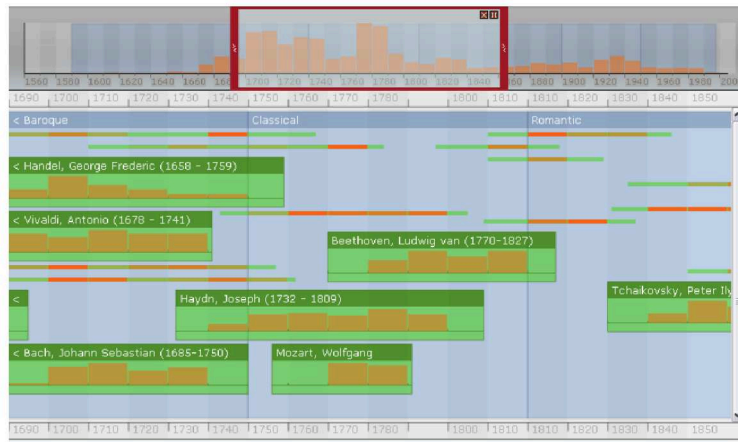 1560 1580 1600 1620 1640 1660 1700 1720 1740 1760 1780 1800 1820 1840 1880 1900 1920 1940 1960 1980
1690 1700 1710 1720 1730 1740 1750 1760 1770 1780 1800 1810 1820 1830 1840 1850
< Baroque Classical Romantic
< Handel, George Frederic (1658 - 1759)
< Vivaldi, Antonio (1678 - 1741)
Beethoven, Ludwig van (1770-1827)
Tchaikovsky, Peter Ily
< Haydn, Joseph (1732 - 1809)
< Bach, Johann Sebastian (1685-1750) Mozart, Wolfgang
1690 1700 1710 1720 1730 1740 1750 1760 1770 1780 1800 1810 1820 1830 1840 1850